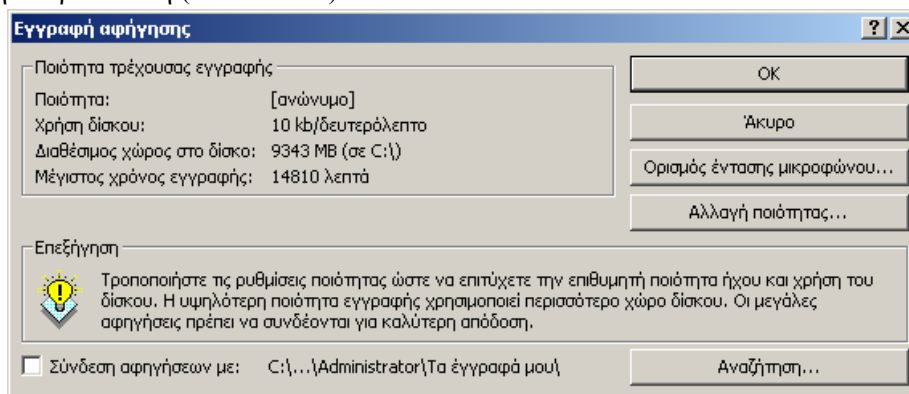 Εγγραφή αφήγησης
Ποιότητα τρέχουσας εγγραφής
Ποιότητα: [ανώνυμο]
Χρήση δίσκου: 10 kb/δευτερόλεπτο
Διαθέσιμος χώρος στο δίσκο: 9343 MB (σε C:\)
Μέγιστος χρόνος εγγραφής: 14810 λεπτά
OK
Άκυρο
Ορισμός έντασης μικροφώνου...
Αλλαγή ποιότητας...
Επεξήγηση
Τροποποιήστε τις ρυθμίσεις ποιότητας ώστε να επιτύχετε την επιθυμητή ποιότητα ήχου και χρήση του
δίσκου. Η υψηλότερη ποιότητα εγγραφής χρησιμοποιεί περισσότερο χώρο δίσκου. Οι μεγάλες
αφηγήσεις πρέπει να συνδέονται για καλύτερη απόδοση.
Σύνδεση αφηγήσεων με: C:\...\Administrator\Τα έγγραφά μου\
Αναζήτηση...